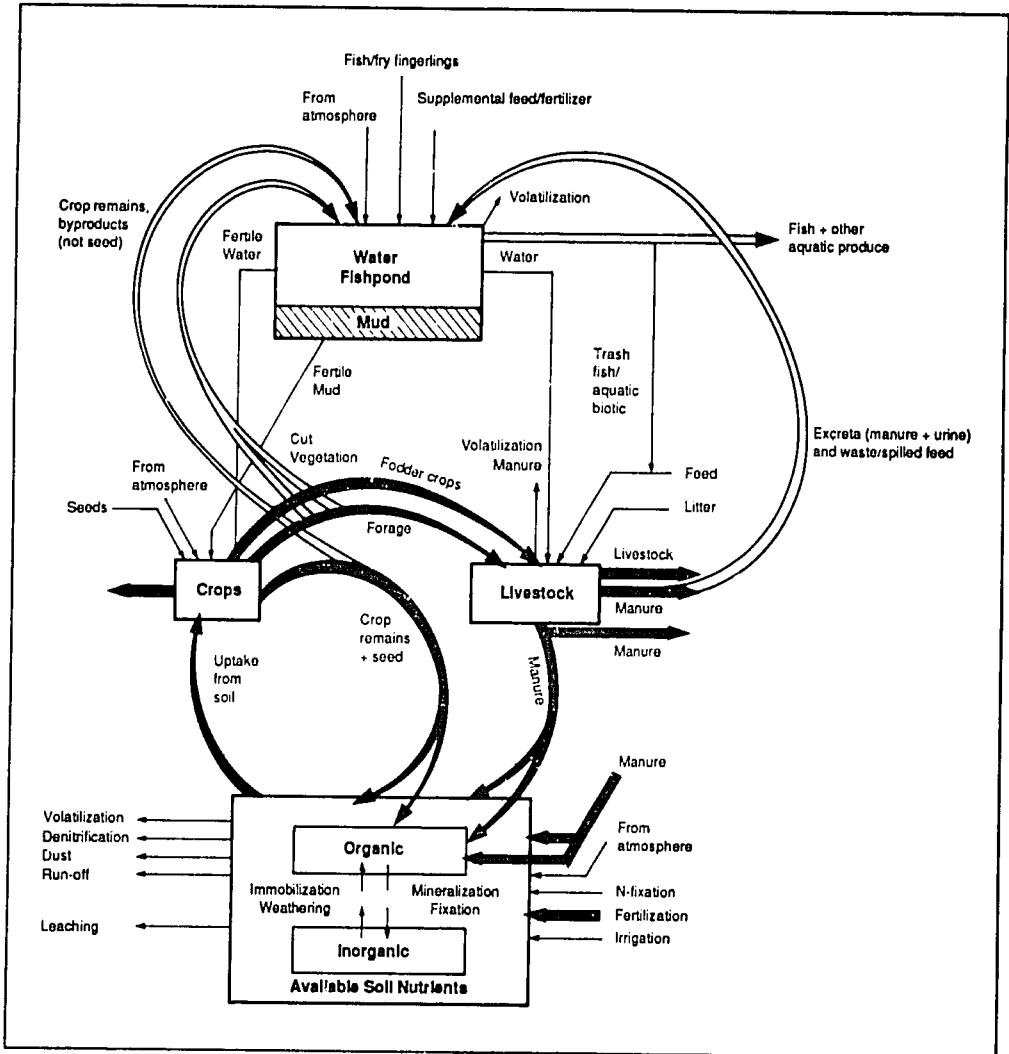 Fish/fry fingerlings
From
atmosphere
Supplemental feed/fertilizer
Crop remains,
byproducts
(not seed)
Volatilization
Fertile
Water
Water
Fishpond
Water
Fish + other
aquatic produce
Mud
Fertile
Mud
Trash
fish/
aquatic
biotic
Cut
Vegetation
Volatilization
Manure
Excreta (manure + urine)
and waste/spilled feed
From
atmosphere
Fodder crops
Feed
Seeds
Forage
Litter
Crops
Livestock
Livestock
Manure
Manure
Crop
remains
+ seed
Manure
Uptake
from
soil
Manure
Volatilization
Denitrification
Dust
Run-off
Leaching
Organic
Immobilization
Weathering
Mineralization
Fixation
Inorganic
Available Soil Nutrients
From
atmosphere
N-fixation
Fertilization
Irrigation